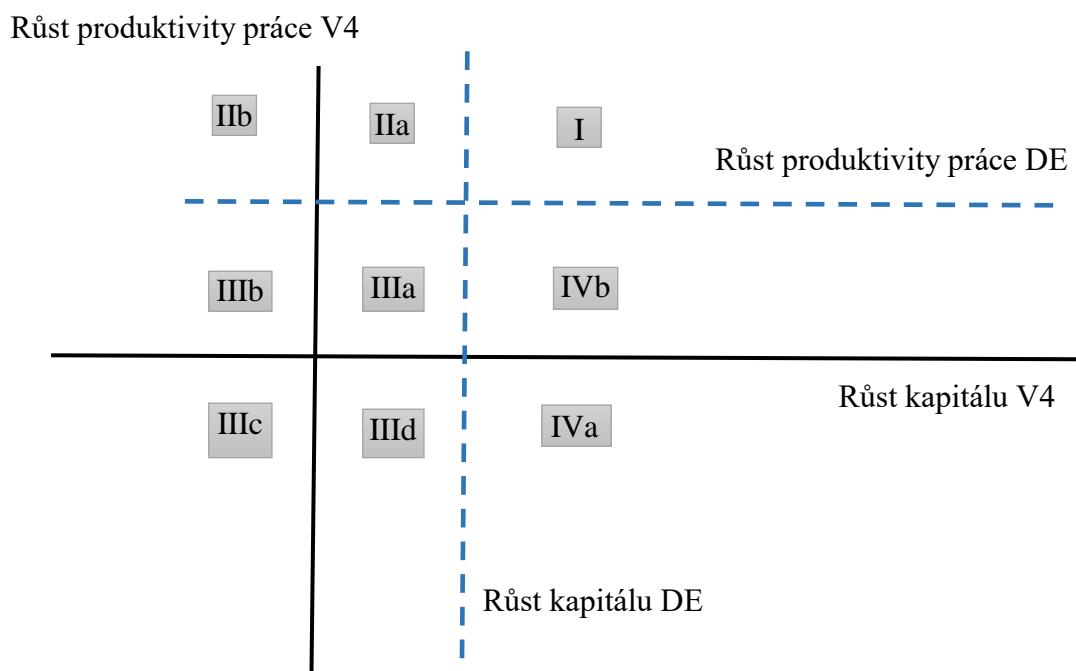 Růst produktivity práce V4
IIb
IIa
I
Růst produktivity práce DE
IIIb
IIIa
IVb
Růst kapitálu V4
IIIc
IIId
IVa
Růst kapitálu DE